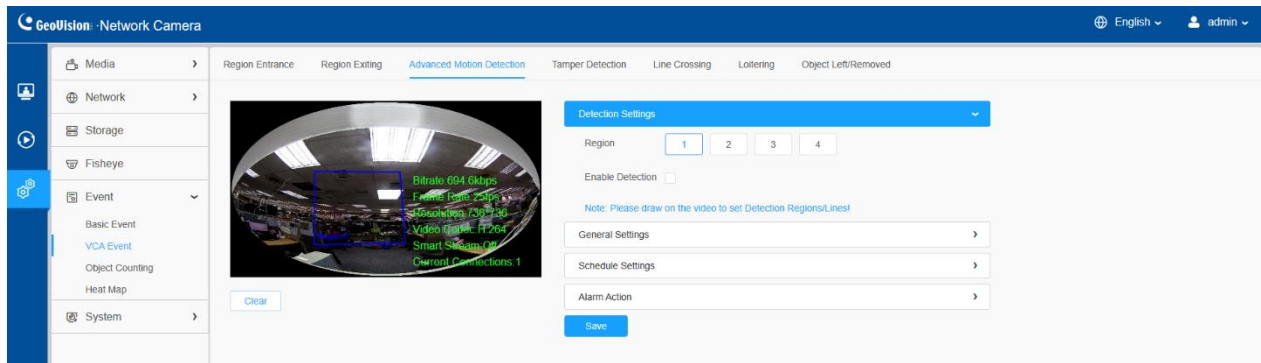 GeoVision Network Camera
English
admin
Media
Network
Storage
Fisheye
Event
Basic Event
VCA Event
Object Counting
Heat Map
System
Region Entrance
Region Exiting
Advanced Motion Detection
Tamper Detection
Line Crossing
Loitering
Object Left/Removed
Bitrate:694.6kbps
Frame Rate:25fps
Resolution:736*736
Video Codec:H.264
Smart Stream:Off
Current Connections:1
Clear
Detection Settings
Region 1 2 3 4
Enable Detection
Note: Please draw on the video to set Detection Regions/Lines!
General Settings
Schedule Settings
Alarm Action
Save